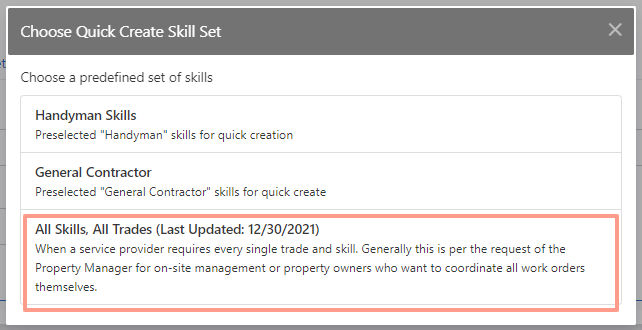 Choose Quick Create Skill Set
Choose a predefined set of skills
Handyman Skills
Preselected "Handyman" skills for quick creation
General Contractor
Preselected "General Contractor" skills for quick create
All Skills, All Trades (Last Updated: 12/30/2021)
When a service provider requires every single trade and skill. Generally this is per the request of the
Property Manager for on-site management or property owners who want to coordinate all work orders
themselves.